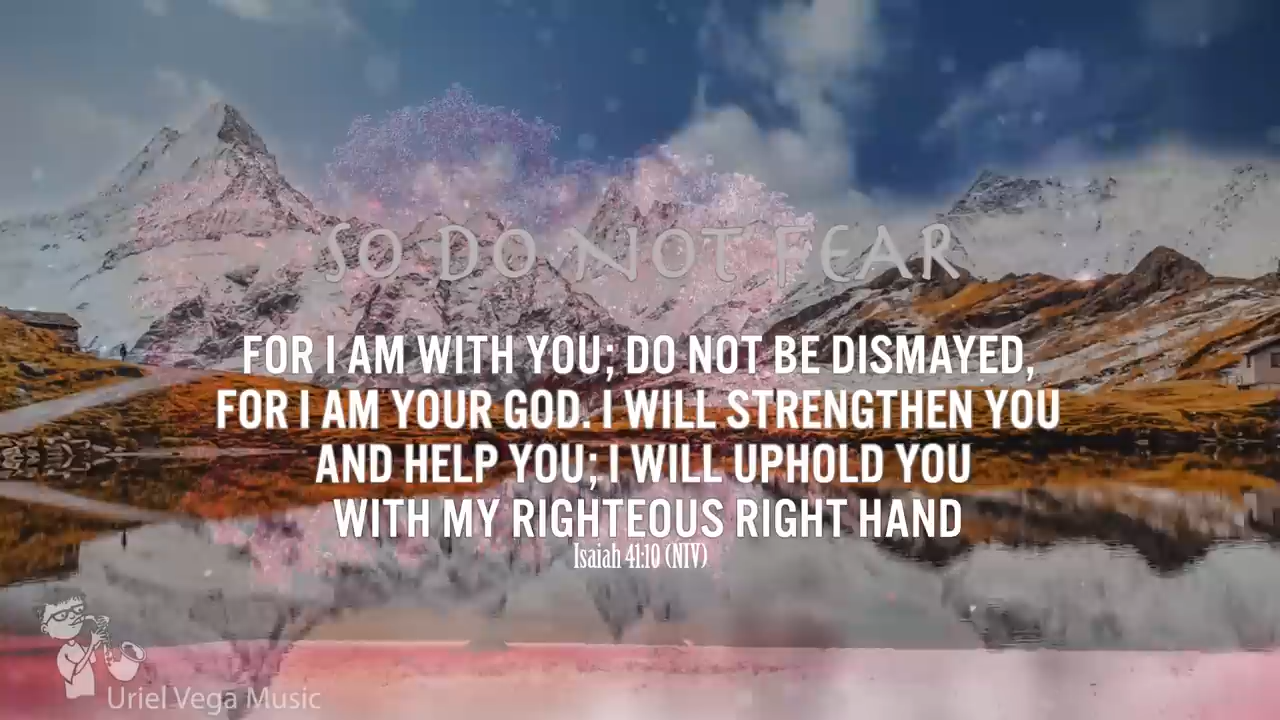 SO DO NOT FEAR
FOR I AM WITH YOU; DO NOT BE DISMAYED,
FOR I AM YOUR GOD. I WILL STRENGTHEN YOU
AND HELP YOU; I WILL UPHOLD YOU
WITH MY RIGHTEOUS RIGHT HAND
Isaiah 41:10 (NIV)
Uriel Vega Music